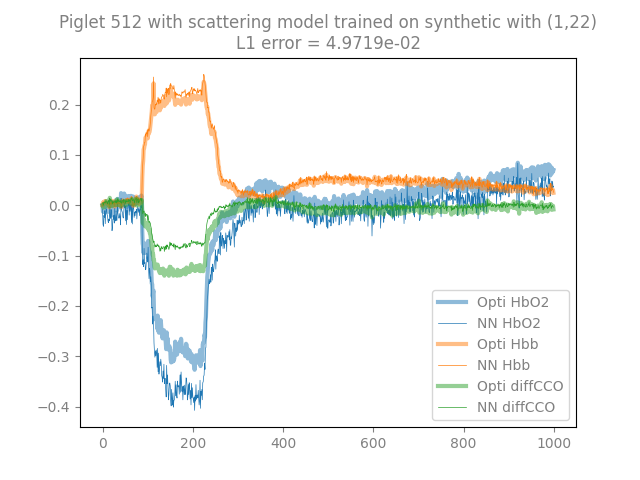 Piglet 512 with scattering model trained on synthetic with (1,22)
L1 error = 4.9719e-02
0.2
0.1
0.0
−0.1
−0.2
−0.3
−0.4
0
200
400
600
800
1000
Opti HbO2
NN HbO2
Opti Hbb
NN Hbb
Opti diffCCO
NN diffCCO